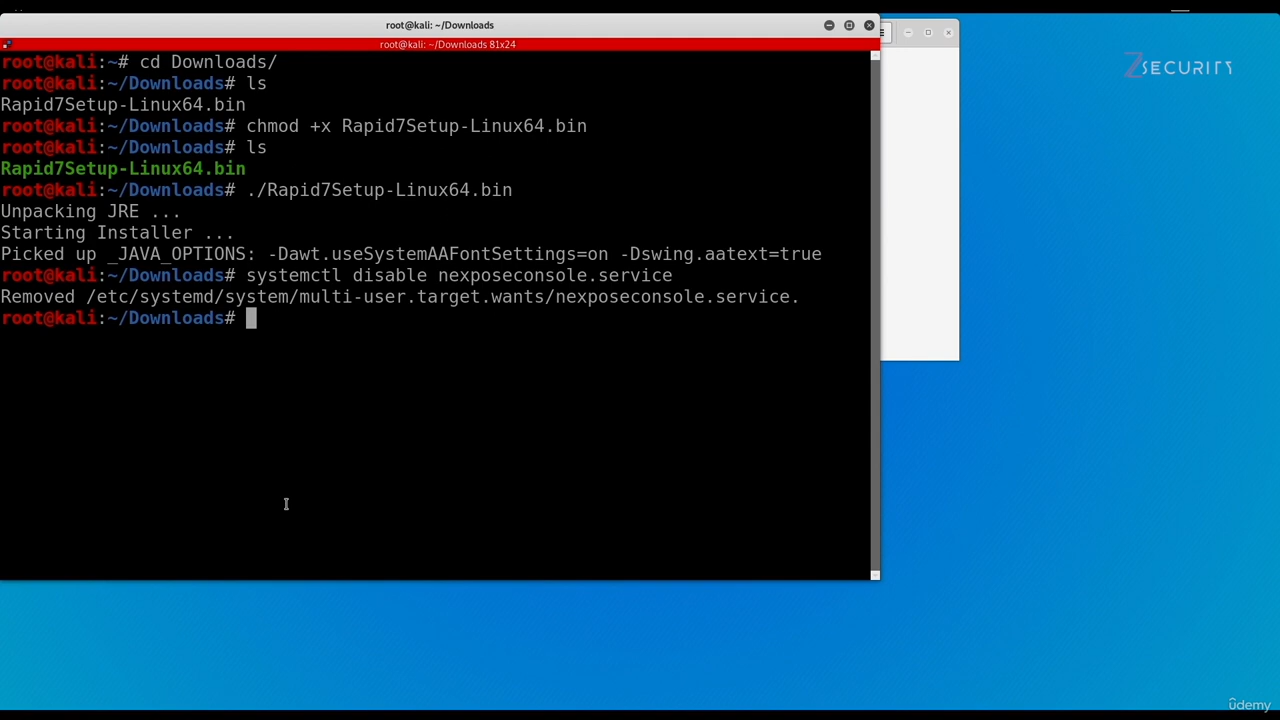 root@kali: ~/Downloads
root@kali: ~/Downloads 81x24
root@kali:~# cd Downloads/
root@kali:~/Downloads# ls
Rapid7Setup-Linux64.bin
root@kali:~/Downloads# chmod +x Rapid7Setup-Linux64.bin
root@kali:~/Downloads# ls
Rapid7Setup-Linux64.bin
root@kali:~/Downloads# ./Rapid7Setup-Linux64.bin
Unpacking JRE ...
Starting Installer ...
Picked up _JAVA_OPTIONS: -Dawt.useSystemAAFontSettings=on -Dswing.aatext=true
root@kali:~/Downloads# systemctl disable nexposeconsole.service
Removed /etc/systemd/system/multi-user.target.wants/nexposeconsole.service.
root@kali:~/Downloads#
ZSECURITY
ûdemy